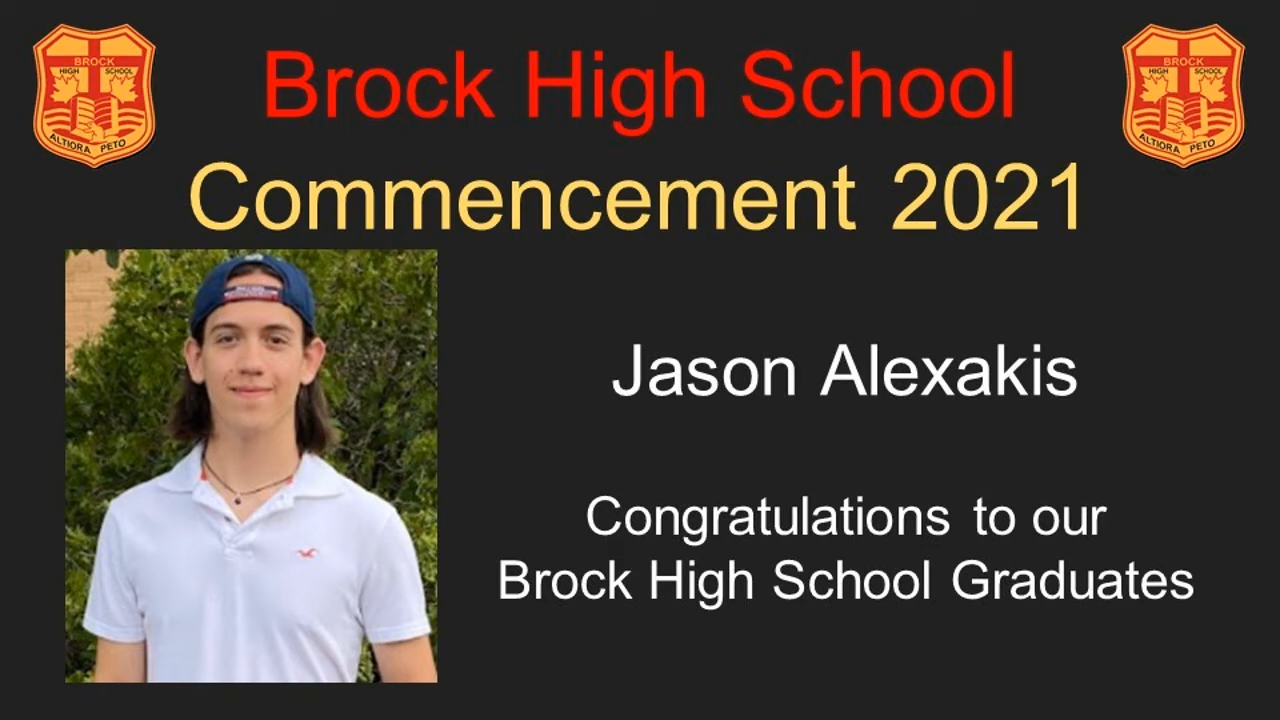 BROCK
HIGH SCHOOL
ALTIORA PETO
Brock High School
BROCK
HIGH SCHOOL
ALTIORA PETO
Commencement 2021
Jason Alexakis
Congratulations to our
Brock High School Graduates